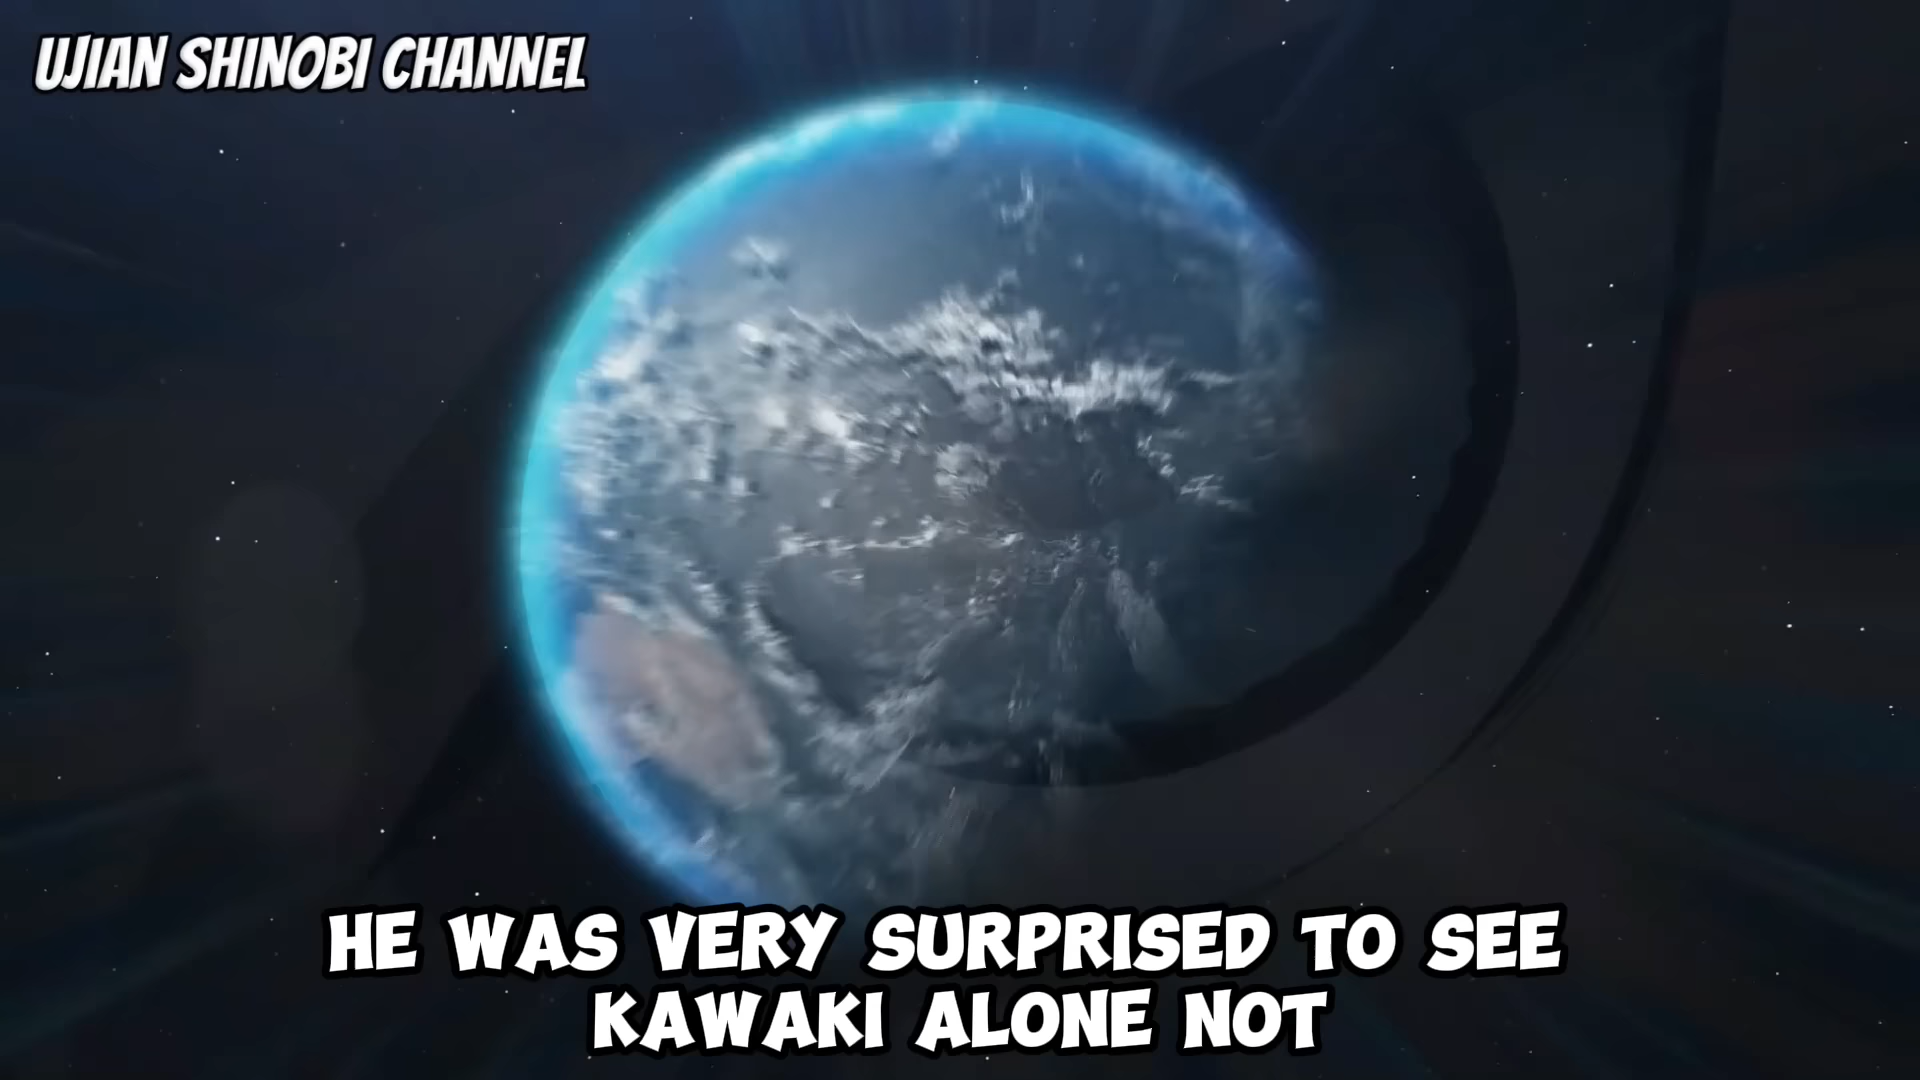 UJIAN SHINOBI CHANNEL
HE WAS VERY SURPRISED TO SEE
KAWAKI ALONE NOT